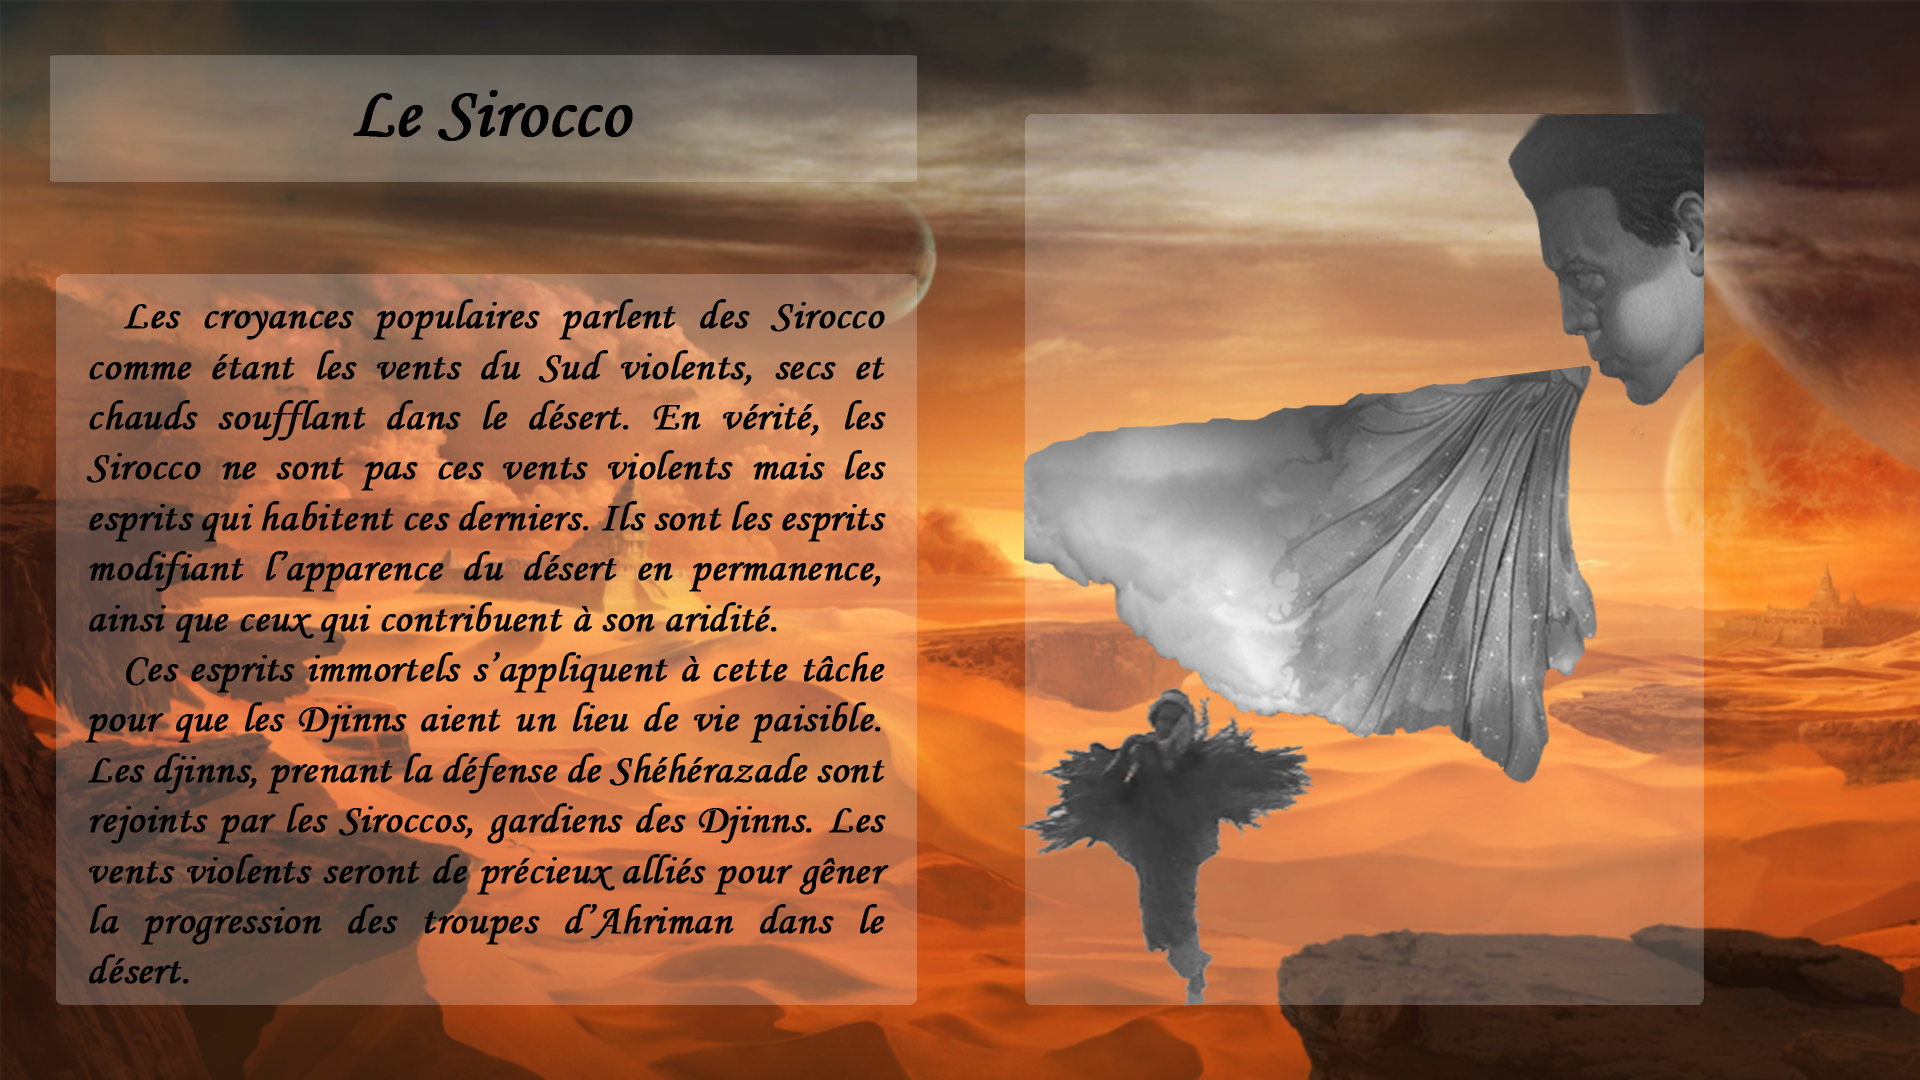 Le Sirocco
Les croyances populaires parlent des Sirocco
comme étant les vents du Sud violents, secs et
chauds soufflant dans le désert. En vérité, les
Sirocco ne sont pas ces vents violents mais les
esprits qui habitent ces derniers. Ils sont les esprits
modifiant l’apparence du désert en permanence,
ainsi que ceux qui contribuent à son aridité.
Ces esprits immortels s’appliquent à cette tâche
pour que les Djinns aient un lieu de vie paisible.
Les djinns, prenant la défense de Shéhérazade sont
rejoints par les Siroccos, gardiens des Djinns. Les
vents violents seront de précieux alliés pour gêner
la progression des troupes d’Ahriman dans le
désert.